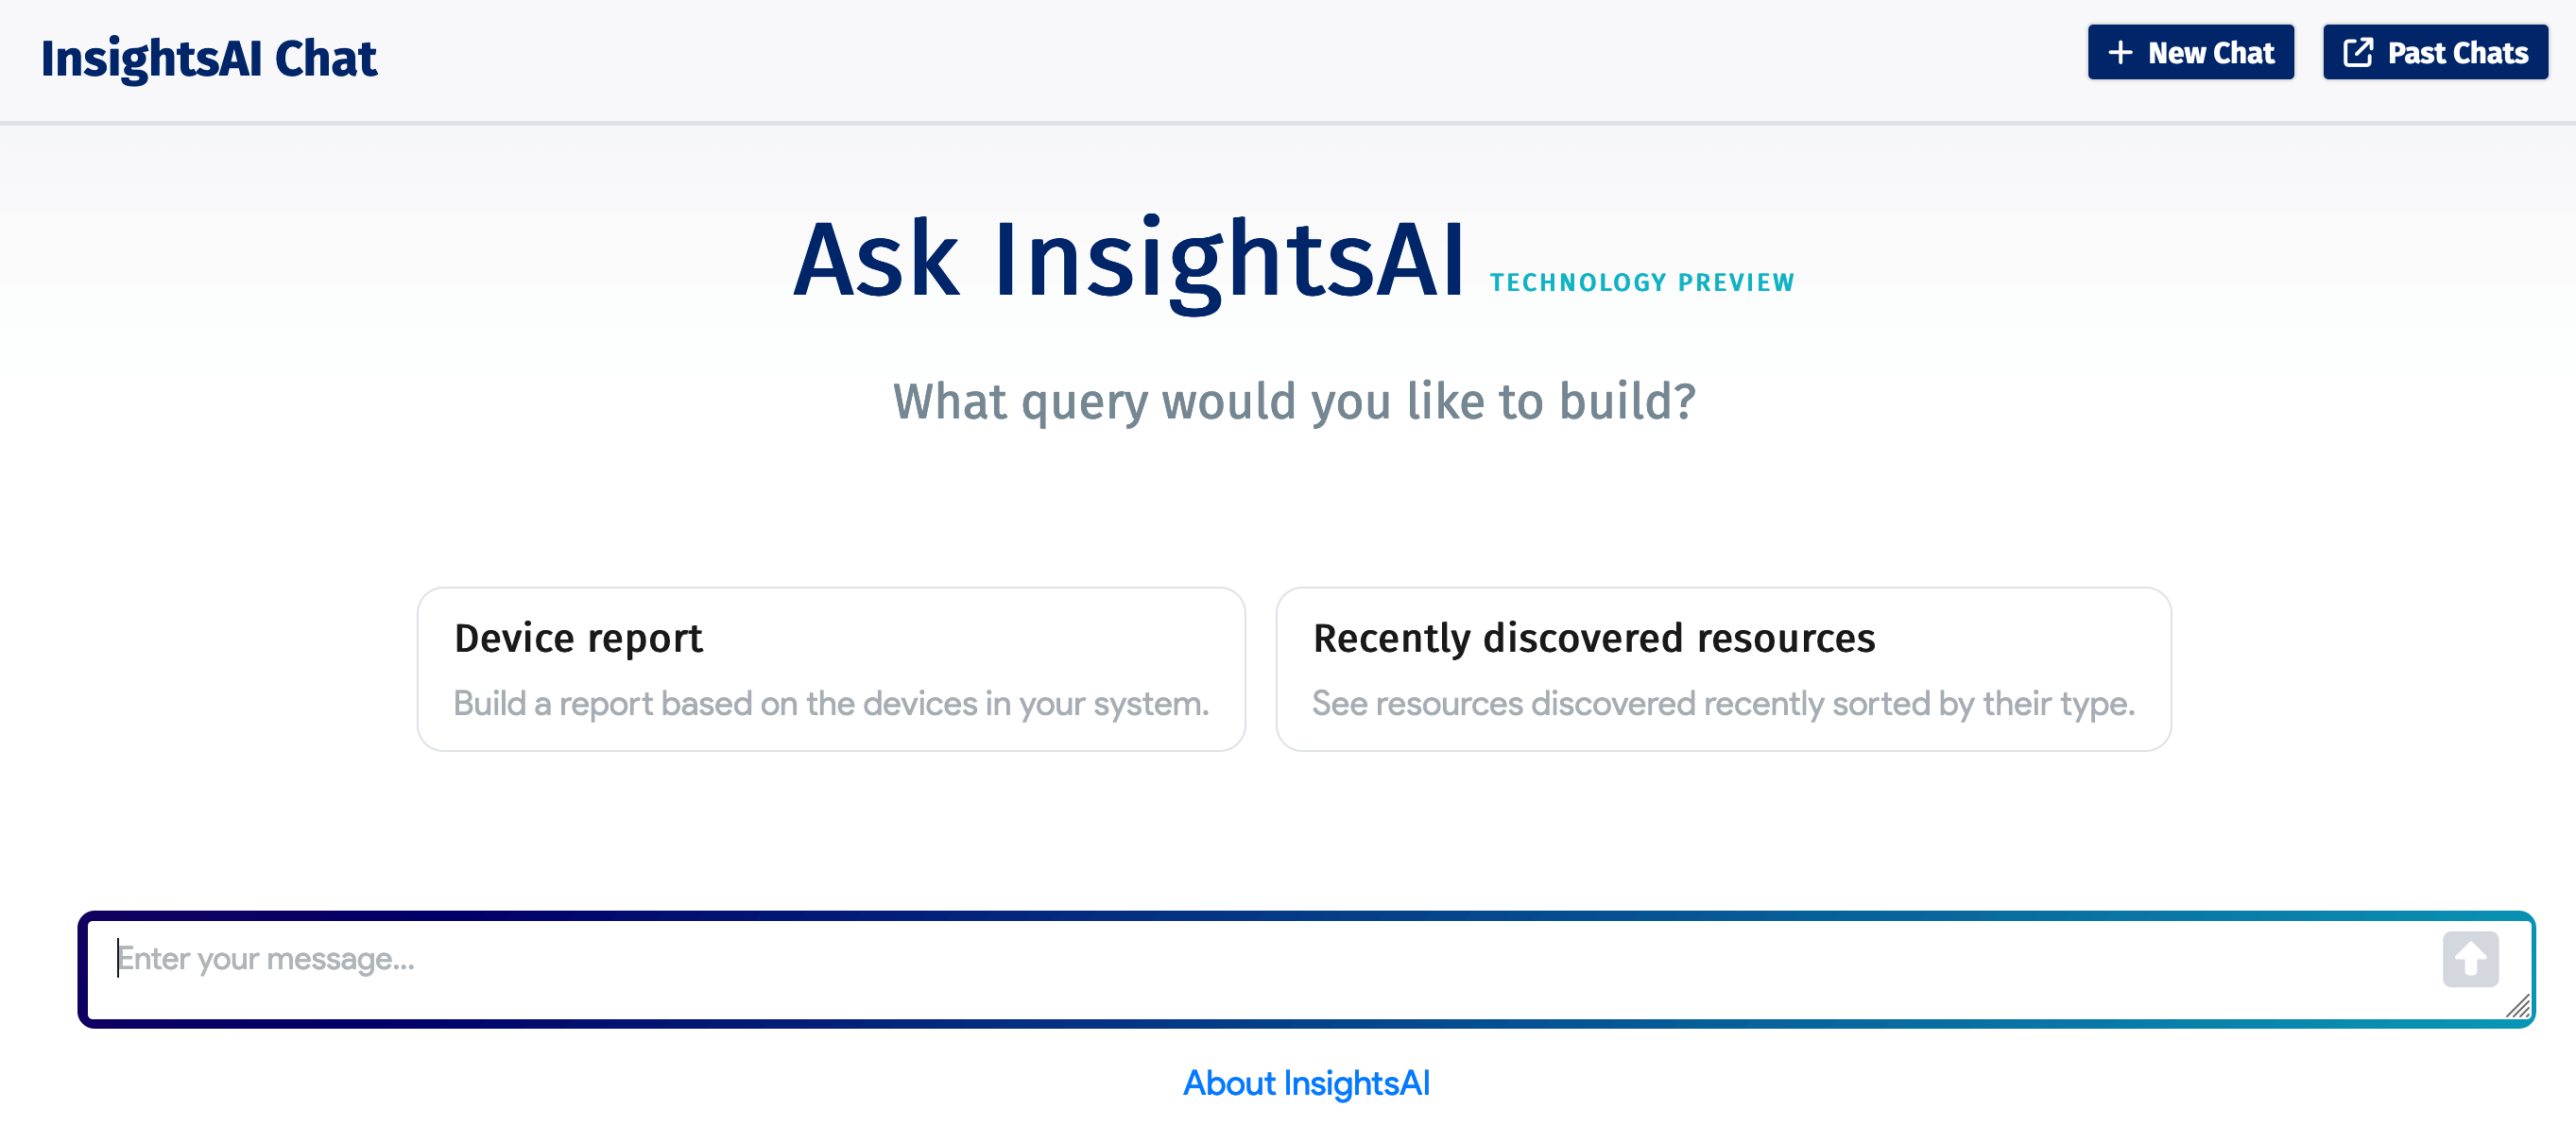 InsightsAI Chat
New Chat
Past Chats
Ask InsightsAI TECHNOLOGY PREVIEW
What query would you like to build?
Device report
Build a report based on the devices in your system.
Recently discovered resources
See resources discovered recently sorted by their type.
Enter your message...
About InsightsAI